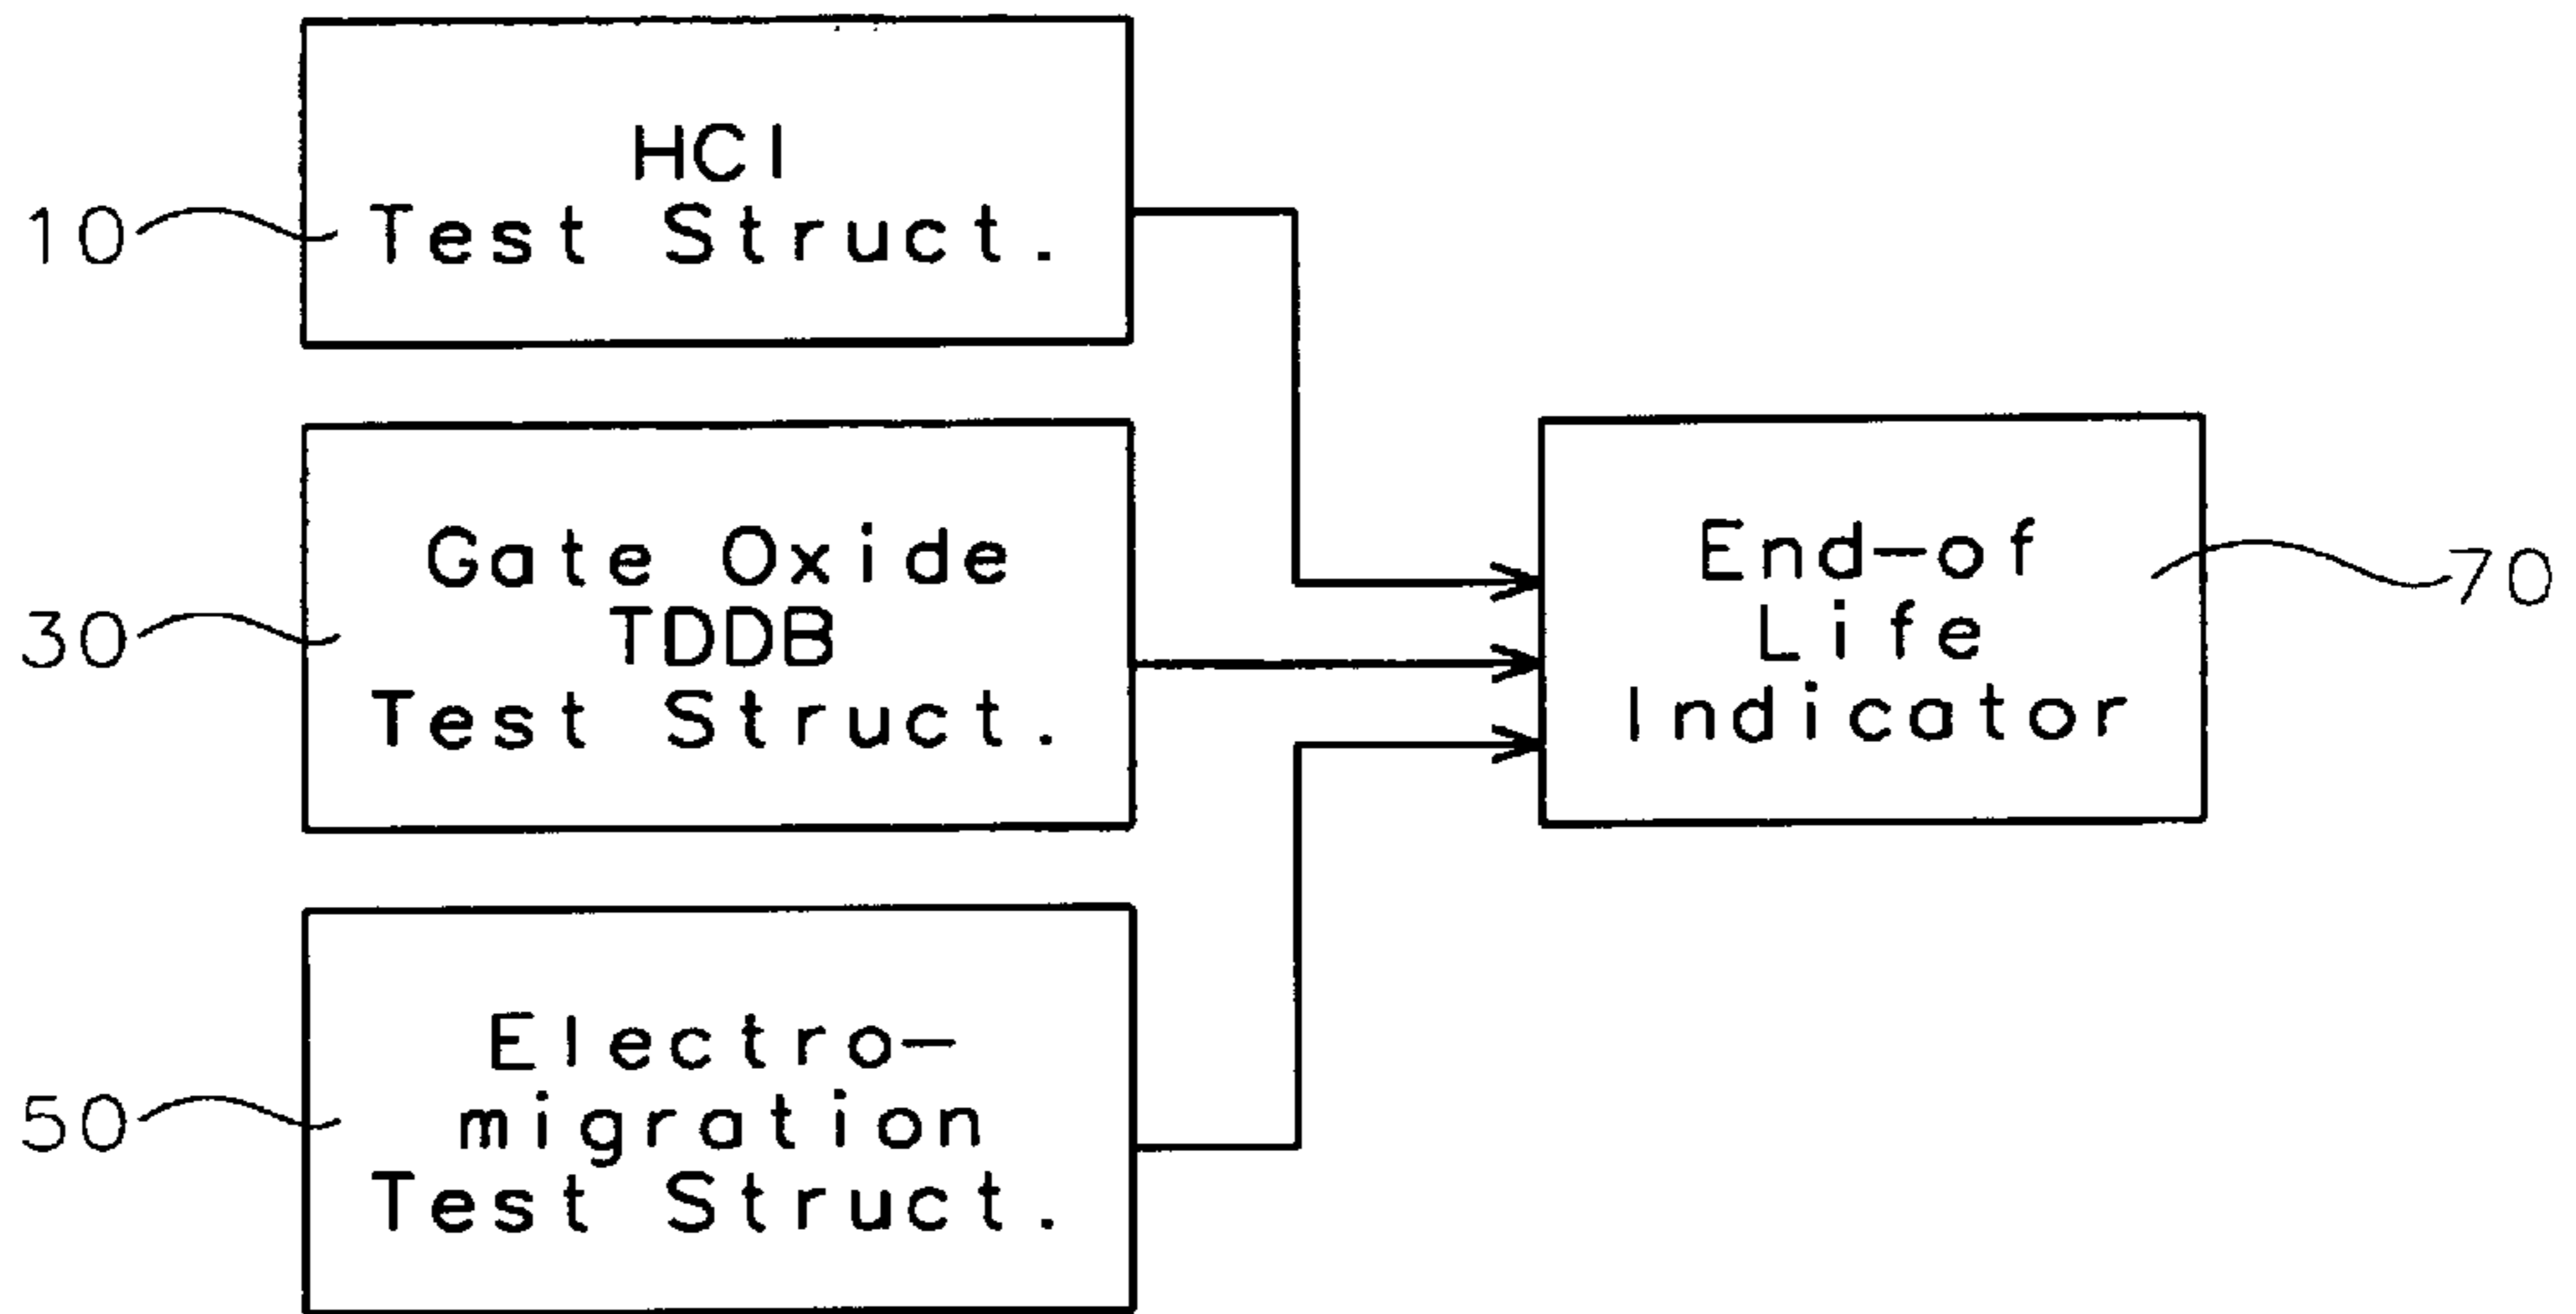 HCI
10 Test Struct.
Gate Oxide
30 TDDB
Test Struct.
Electro-
50 migration
Test Struct.
End-of
Life
Indicator
70